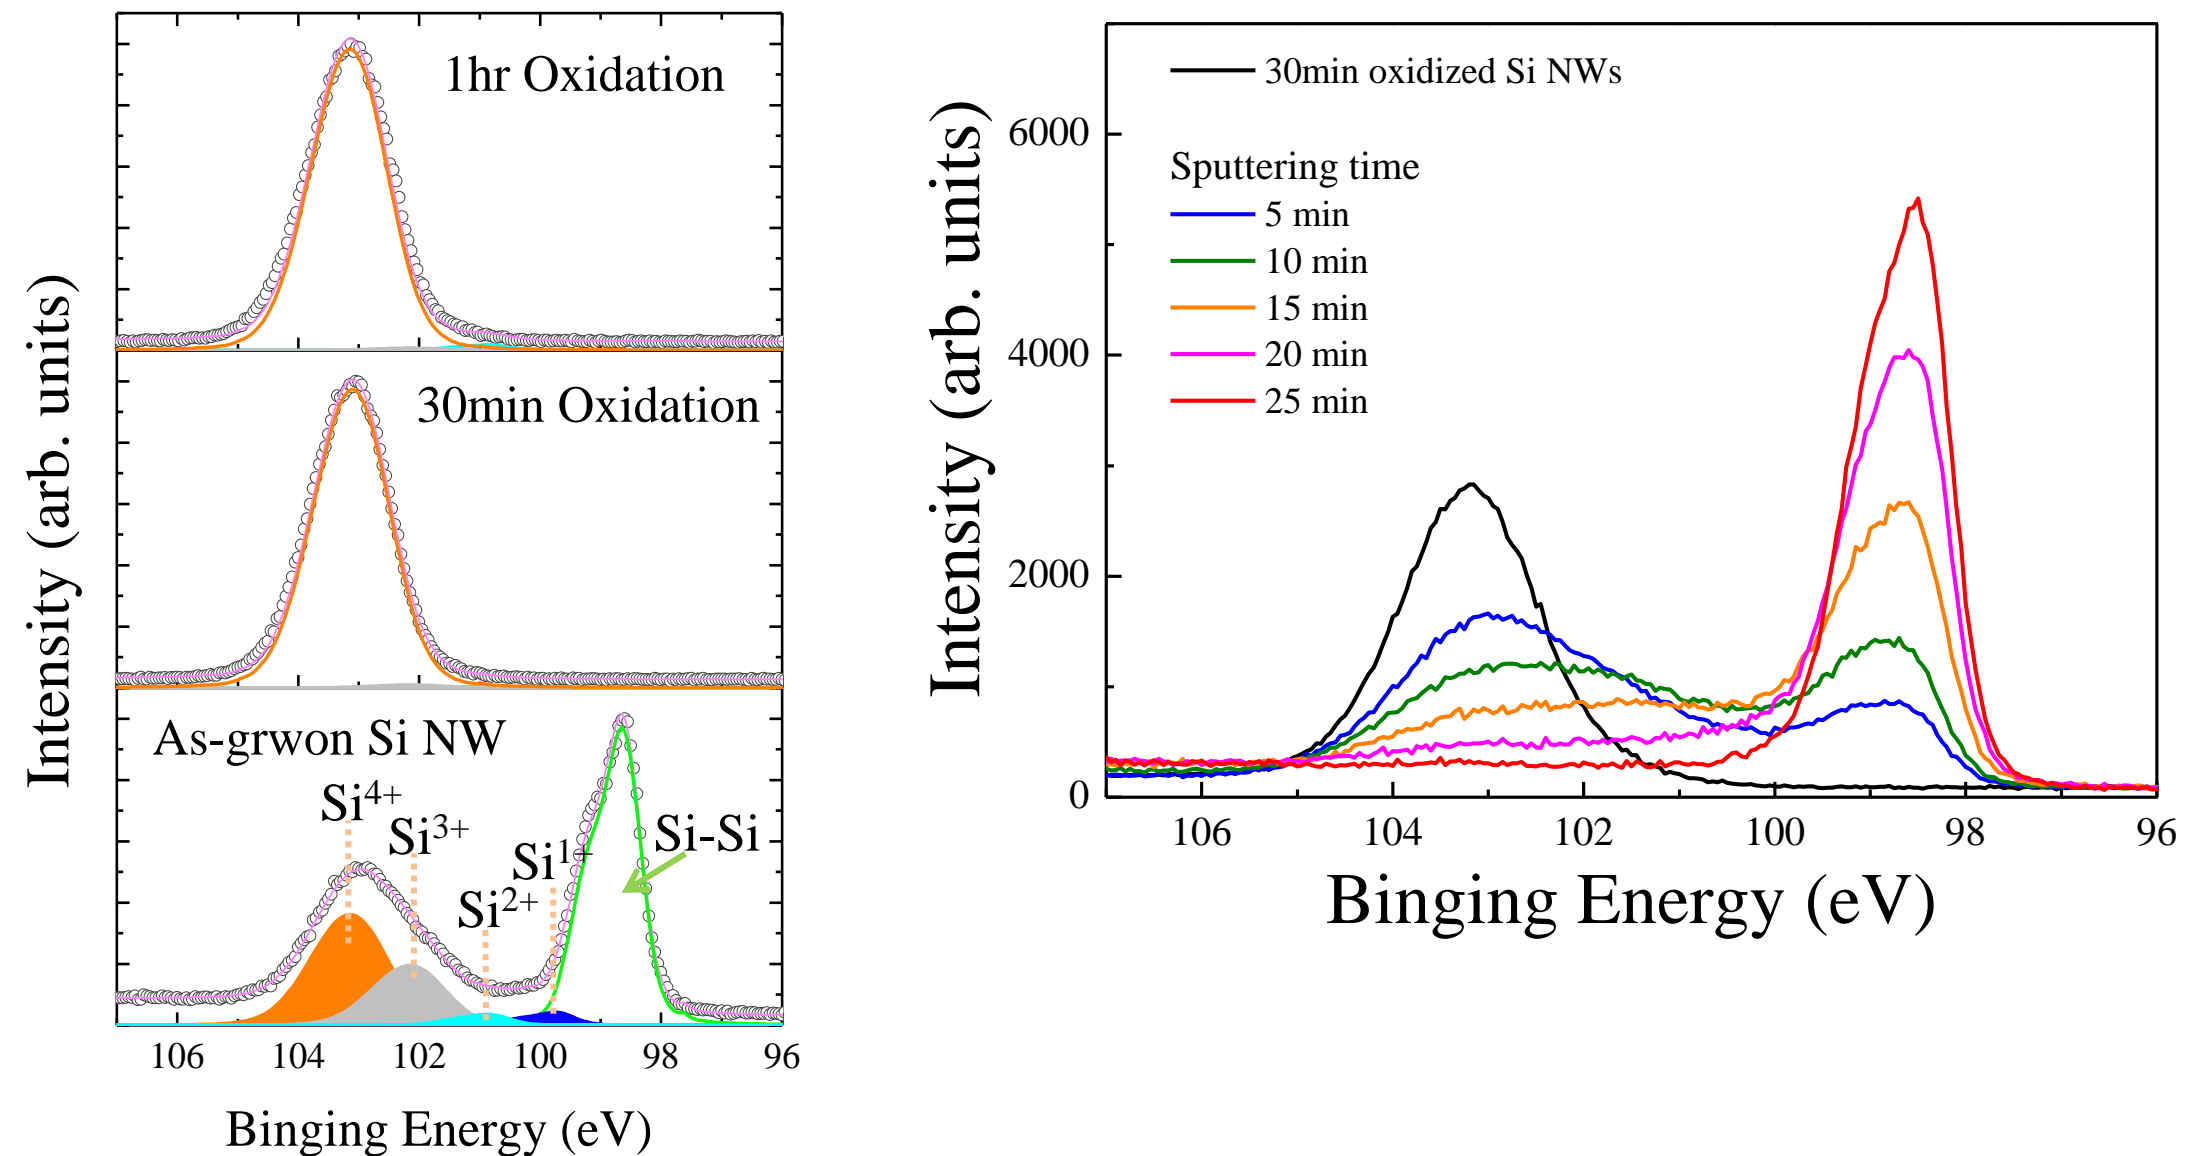 Intensity (arb. units)
1hr Oxidation
30min Oxidation
As-grwon Si NW
Si4+
Si3+
Si2+
Si1+
Si-Si
106 104 102 100 98 96
Binging Energy (eV)
Intensity (arb. units)
6000
4000
2000
0
30min oxidized Si NWs
Sputtering time
5 min
10 min
15 min
20 min
25 min
106 104 102 100 98 96
Binging Energy (eV)